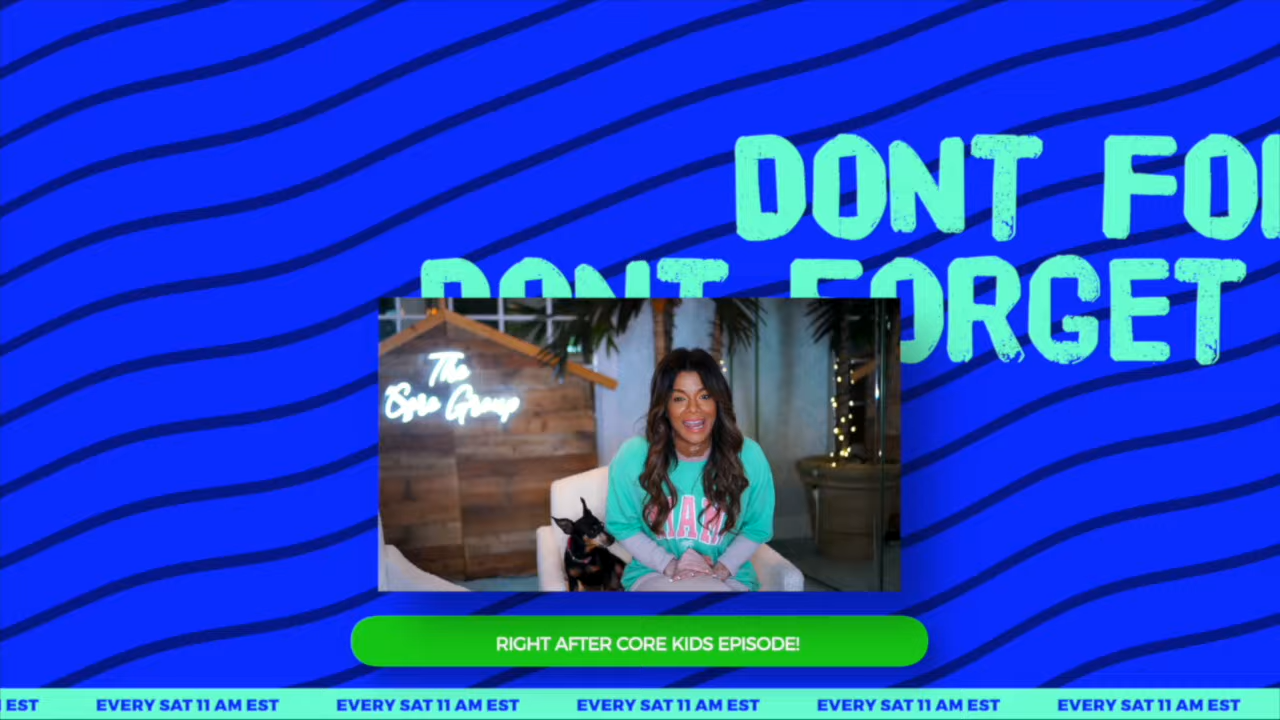 DONT FO
DONT FORGET
The
Group
RIGHT AFTER CORE KIDS EPISODE!
EST EVERY SAT 11 AM EST EVERY SAT 11 AM EST EVERY SAT 11 AM EST EVERY SAT 11 AM EST EVERY SAT 11 AM EST